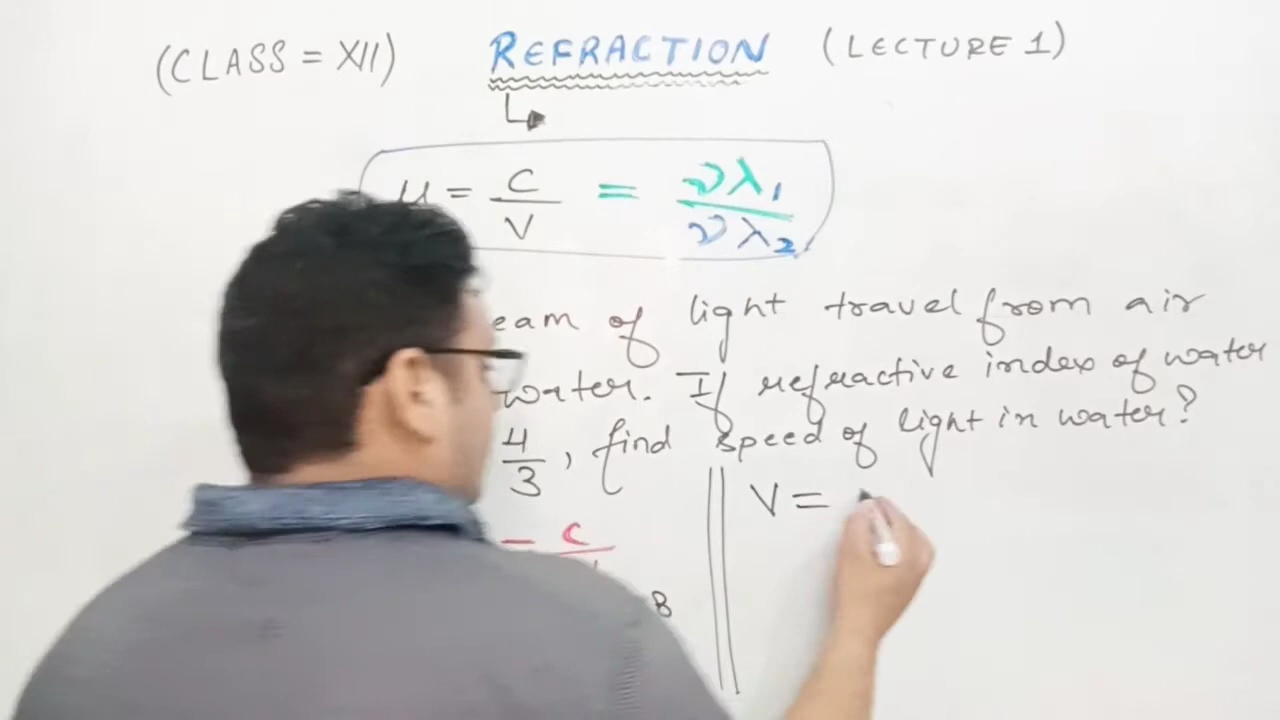 (CLASS = XII) REFRACTION (LECTURE 1)
μ = c/v = νλ₁/νλ₂
of light travel from air
water. If refractive index of water
4/3, find speed of light in water?
V =
- c
8